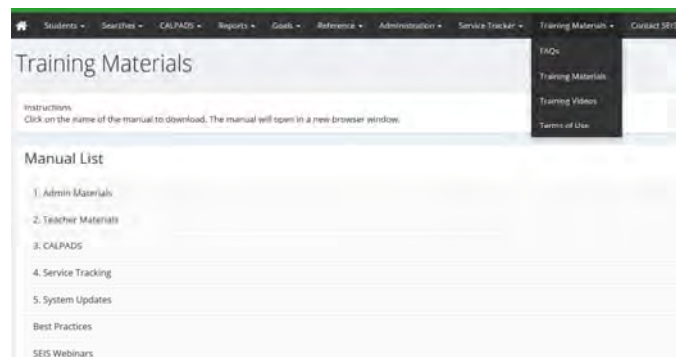 Students Searches CALPADS Reports Goals Reference Administration Service Tracker Training Materials Contact SEIS
FAQs
Training Materials
Training Videos
Terms of Use
Training Materials
Instructions
Click on the name of the manual to download. The manual will open in a new browser window.
Manual List
1. Admin Materials
2. Teacher Materials
3. CALPADS
4. Service Tracking
5. System Updates
Best Practices
SEIS Webinars